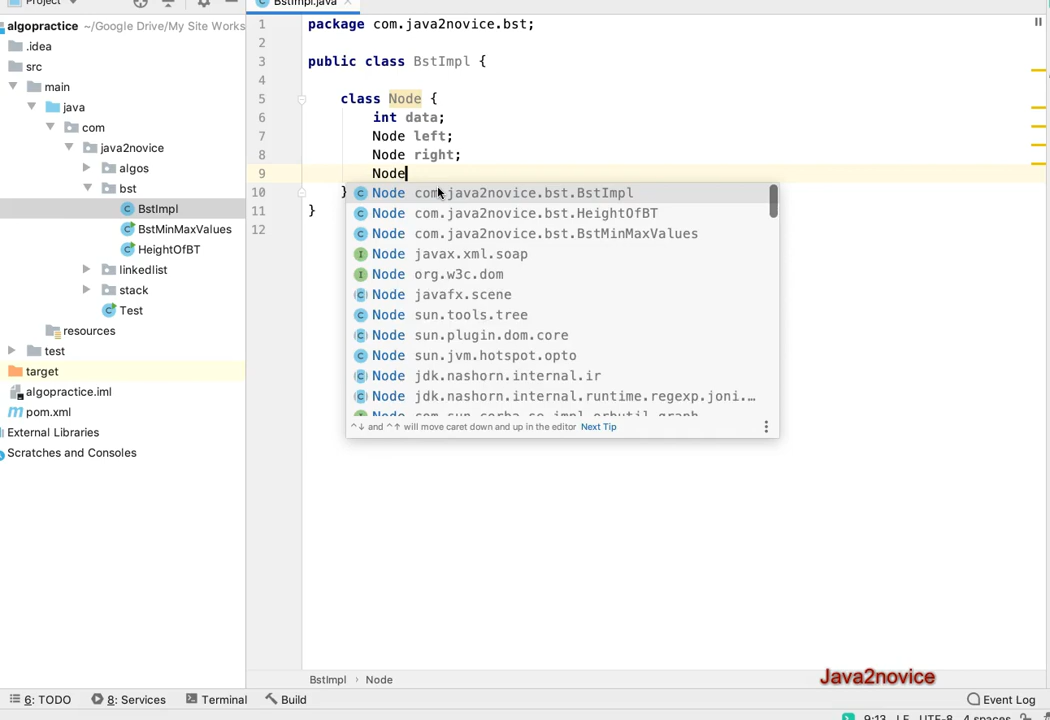 Project
BstImpl.java
algopractice ~/Google Drive/My Site Works
.idea
src
main
java
com
java2novice
algos
bst
BstImpl
BstMinMaxValues
HeightOfBT
linkedlist
stack
Test
resources
test
target
algopractice.iml
pom.xml
External Libraries
Scratches and Consoles
1 package com.java2novice.bst;
2
3 public class BstImpl {
4
5 class Node {
6 int data;
7 Node left;
8 Node right;
9 Node
10 }
11 }
12
Node com.java2novice.bst.BstImpl
Node com.java2novice.bst.HeightOfBT
Node com.java2novice.bst.BstMinMaxValues
Node javax.xml.soap
Node org.w3c.dom
Node javafx.scene
Node sun.tools.tree
Node sun.plugin.dom.core
Node sun.jvm.hotspot.opto
Node jdk.nashorn.internal.ir
Node jdk.nashorn.internal.runtime.regexp.joni.…
^↓ and ^↑ will move caret down and up in the editor Next Tip
BstImpl › Node
Java2novice
6: TODO 8: Services Terminal Build Event Log
9:13 LF UTF-8 4 spaces